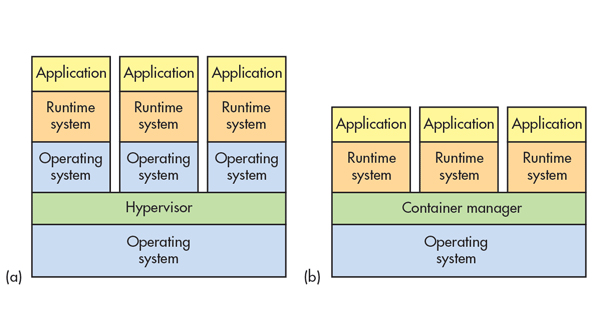 Application Application Application
Runtime system Runtime system Runtime system
Operating system Operating system Operating system
Hypervisor
Operating system
(a)
Application Application Application
Runtime system Runtime system Runtime system
Container manager
Operating system
(b)